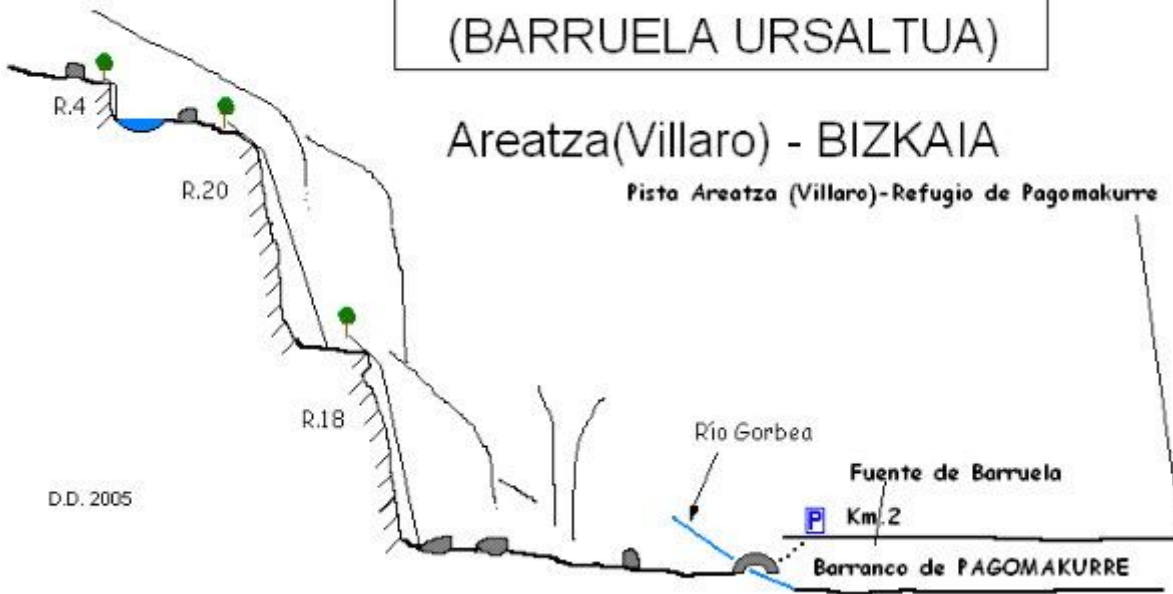 (BARRUELA URSALTUA)
Areatza(Villaro) - BIZKAIA
Pista Areatza (Villaro)-Refugio de Pagomakurre
R.4
R.20
R.18
Río Gorbea
Fuente de Barruela
D.D. 2005
P Km.2
Barranco de PAGOMAKURRE